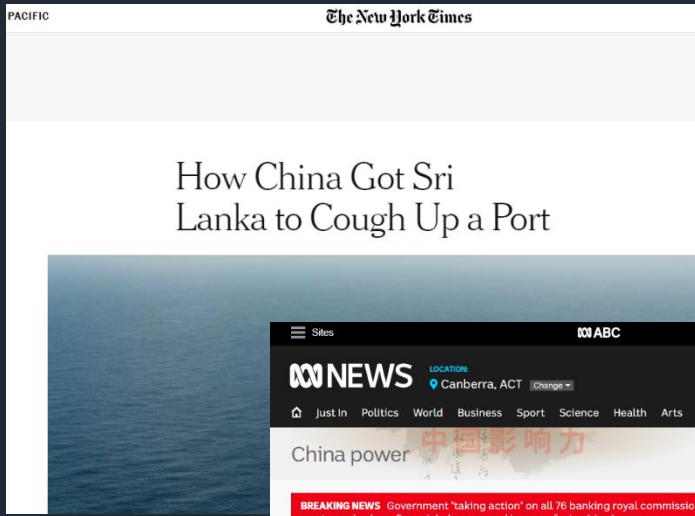 PACIFIC
The New York Times
How China Got Sri
Lanka to Cough Up a Port
Sites
ABC
NEWS
LOCATION:
Canberra, ACT Change
Just In Politics World Business Sport Science Health Arts
China power
中国影响力
BREAKING NEWS Government "taking action" on all 76 banking royal commissio